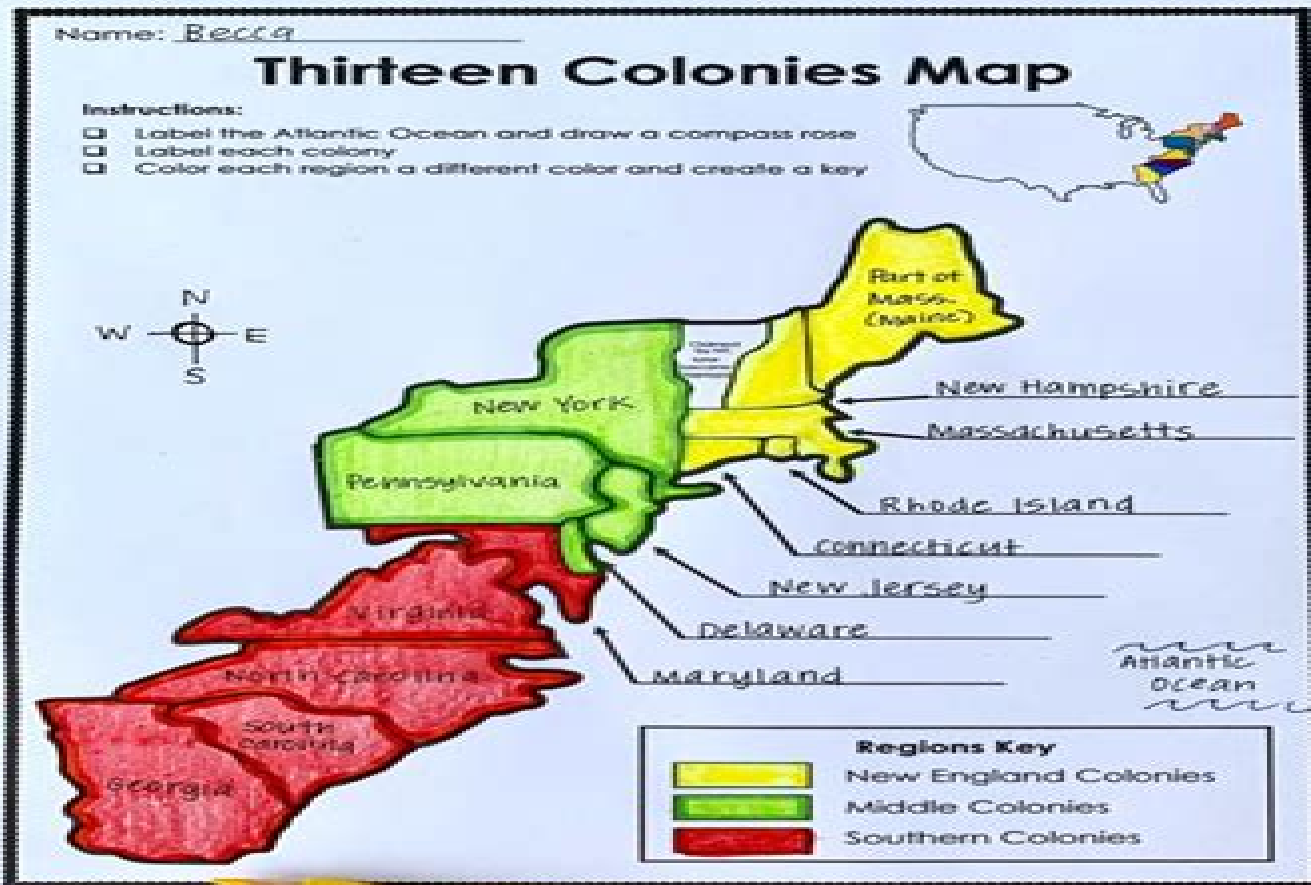 Name: Becca
Thirteen Colonies Map
Instructions:
Label the Atlantic Ocean and draw a compass rose
Label each colony
Color each region a different color and create a key
N
W E
S
Part of
Mass.
(Maine)
New Hampshire
New York
Massachusetts
Pennsylvania
Rhode Island
Connecticut
New Jersey
Virginia
Delaware
Maryland
Atlantic
Ocean
North Carolina
South
Carolina
Georgia
Regions Key
New England Colonies
Middle Colonies
Southern Colonies